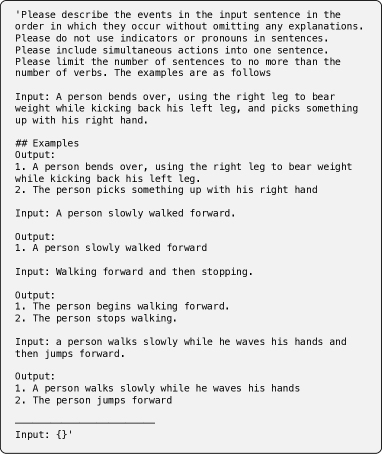 'Please describe the events in the input sentence in the
order in which they occur without omitting any explanations.
Please do not use indicators or pronouns in sentences.
Please include simultaneous actions into one sentence.
Please limit the number of sentences to no more than the
number of verbs. The examples are as follows
Input: A person bends over, using the right leg to bear
weight while kicking back his left leg, and picks something
up with his right hand.
## Examples
Output:
1. A person bends over, using the right leg to bear weight
while kicking back his left leg.
2. The person picks something up with his right hand
Input: A person slowly walked forward.
Output:
1. A person slowly walked forward
Input: Walking forward and then stopping.
Output:
1. The person begins walking forward.
2. The person stops walking.
Input: a person walks slowly while he waves his hands and
then jumps forward.
Output:
1. A person walks slowly while he waves his hands
2. The person jumps forward
Input: {}'